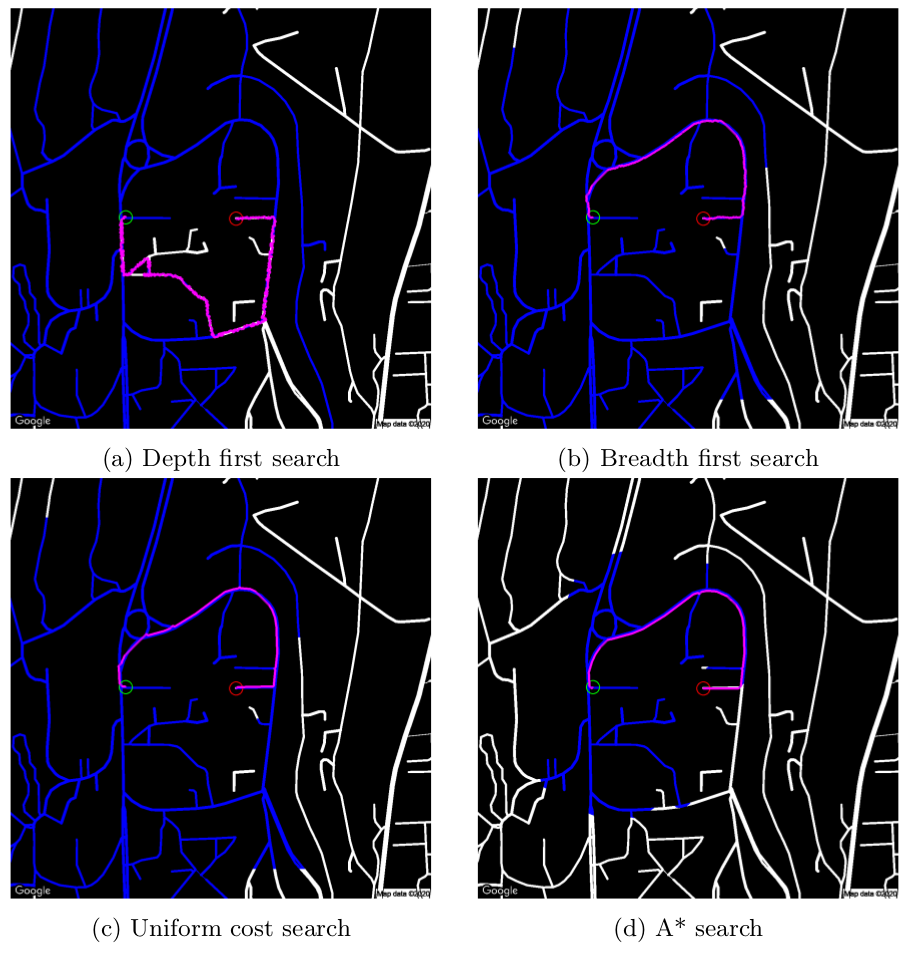 Google
Map data ©2020
Google
Map data ©2020
(a) Depth first search
(b) Breadth first search
Google
Map data ©2020
Google
Map data ©2020
(c) Uniform cost search
(d) A* search